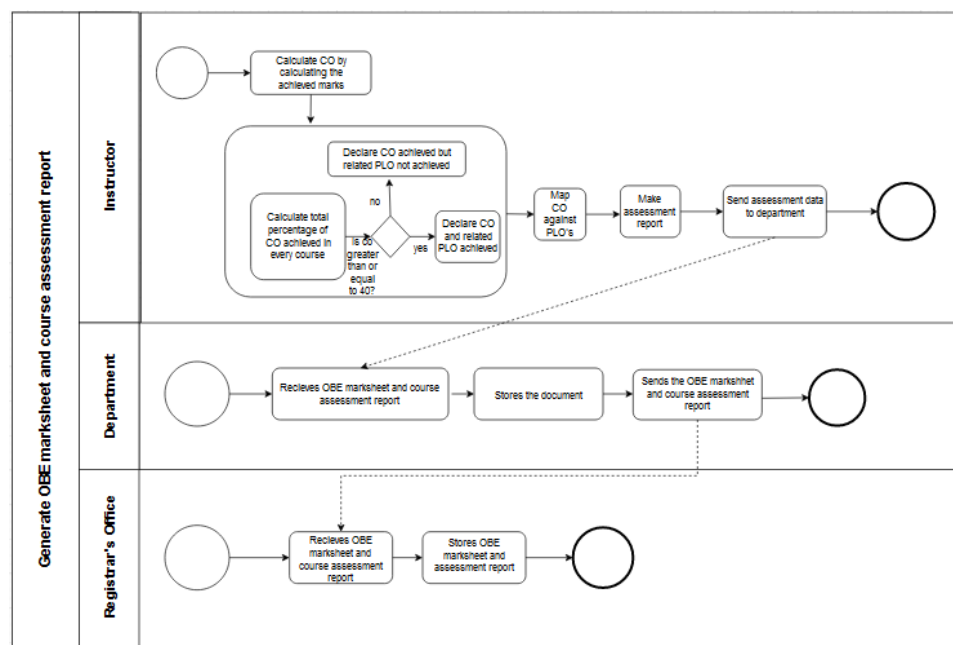 Generate OBE marksheet and course assessment report
Instructor
Calculate CO by
calculating the
achieved marks
Declare CO achieved but
related PLO not achieved
no
Calculate total
percentage of
CO achieved in
every course
is co
greater than or
equal
to 40?
yes
Declare CO
and related
PLO achieved
Map
CO
against
PLO's
Make
assessment
report
Send assessment data
to department
Department
Recieves OBE marksheet and course
assessment report
Stores the document
Sends the OBE markshhet
and course assessment
report
Registrar's Office
Recieves OBE
marksheet and
course assessment
report
Stores OBE
marksheet and
assessment report